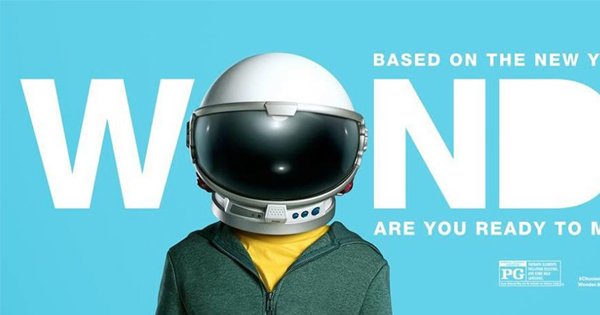 BASED ON THE NEW Y
W ND
ARE YOU READY TO M
PG